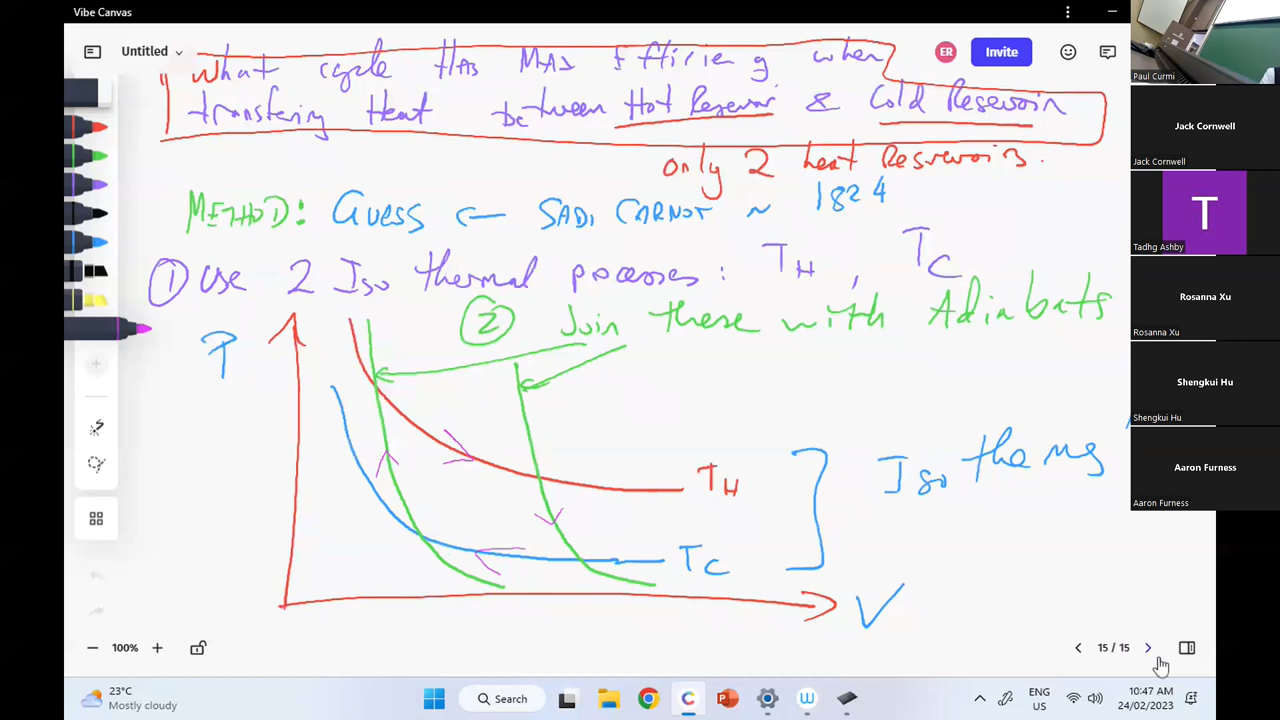 Vibe Canvas
Untitled
ER
Invite
What cycle HAS MAX Efficiency when
transfering Heat between Hot Reservoir & Cold Reservoir
only 2 heat Reservoirs.
METHOD: Guess ← SADI CARNOT ~ 1824
① Use 2 Isothermal processes: TH, TC
② Join these with Adiabats
P
TH
Isotherms
TC
V
100%
15 / 15
Paul Curmi
Jack Cornwell
Jack Cornwell
T
Tadhg Ashby
Rosanna Xu
Rosanna Xu
Shengkui Hu
Shengkui Hu
Aaron Furness
Aaron Furness
23°C
Mostly cloudy
Search
ENG
US
10:47 AM
24/02/2023